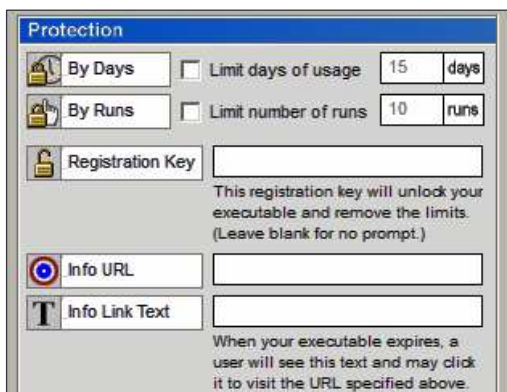 Protection
By Days Limit days of usage 15 days
By Runs Limit number of runs 10 runs
Registration Key
This registration key will unlock your
executable and remove the limits.
(Leave blank for no prompt.)
Info URL
T Info Link Text
When your executable expires, a
user will see this text and may click
it to visit the URL specified above.